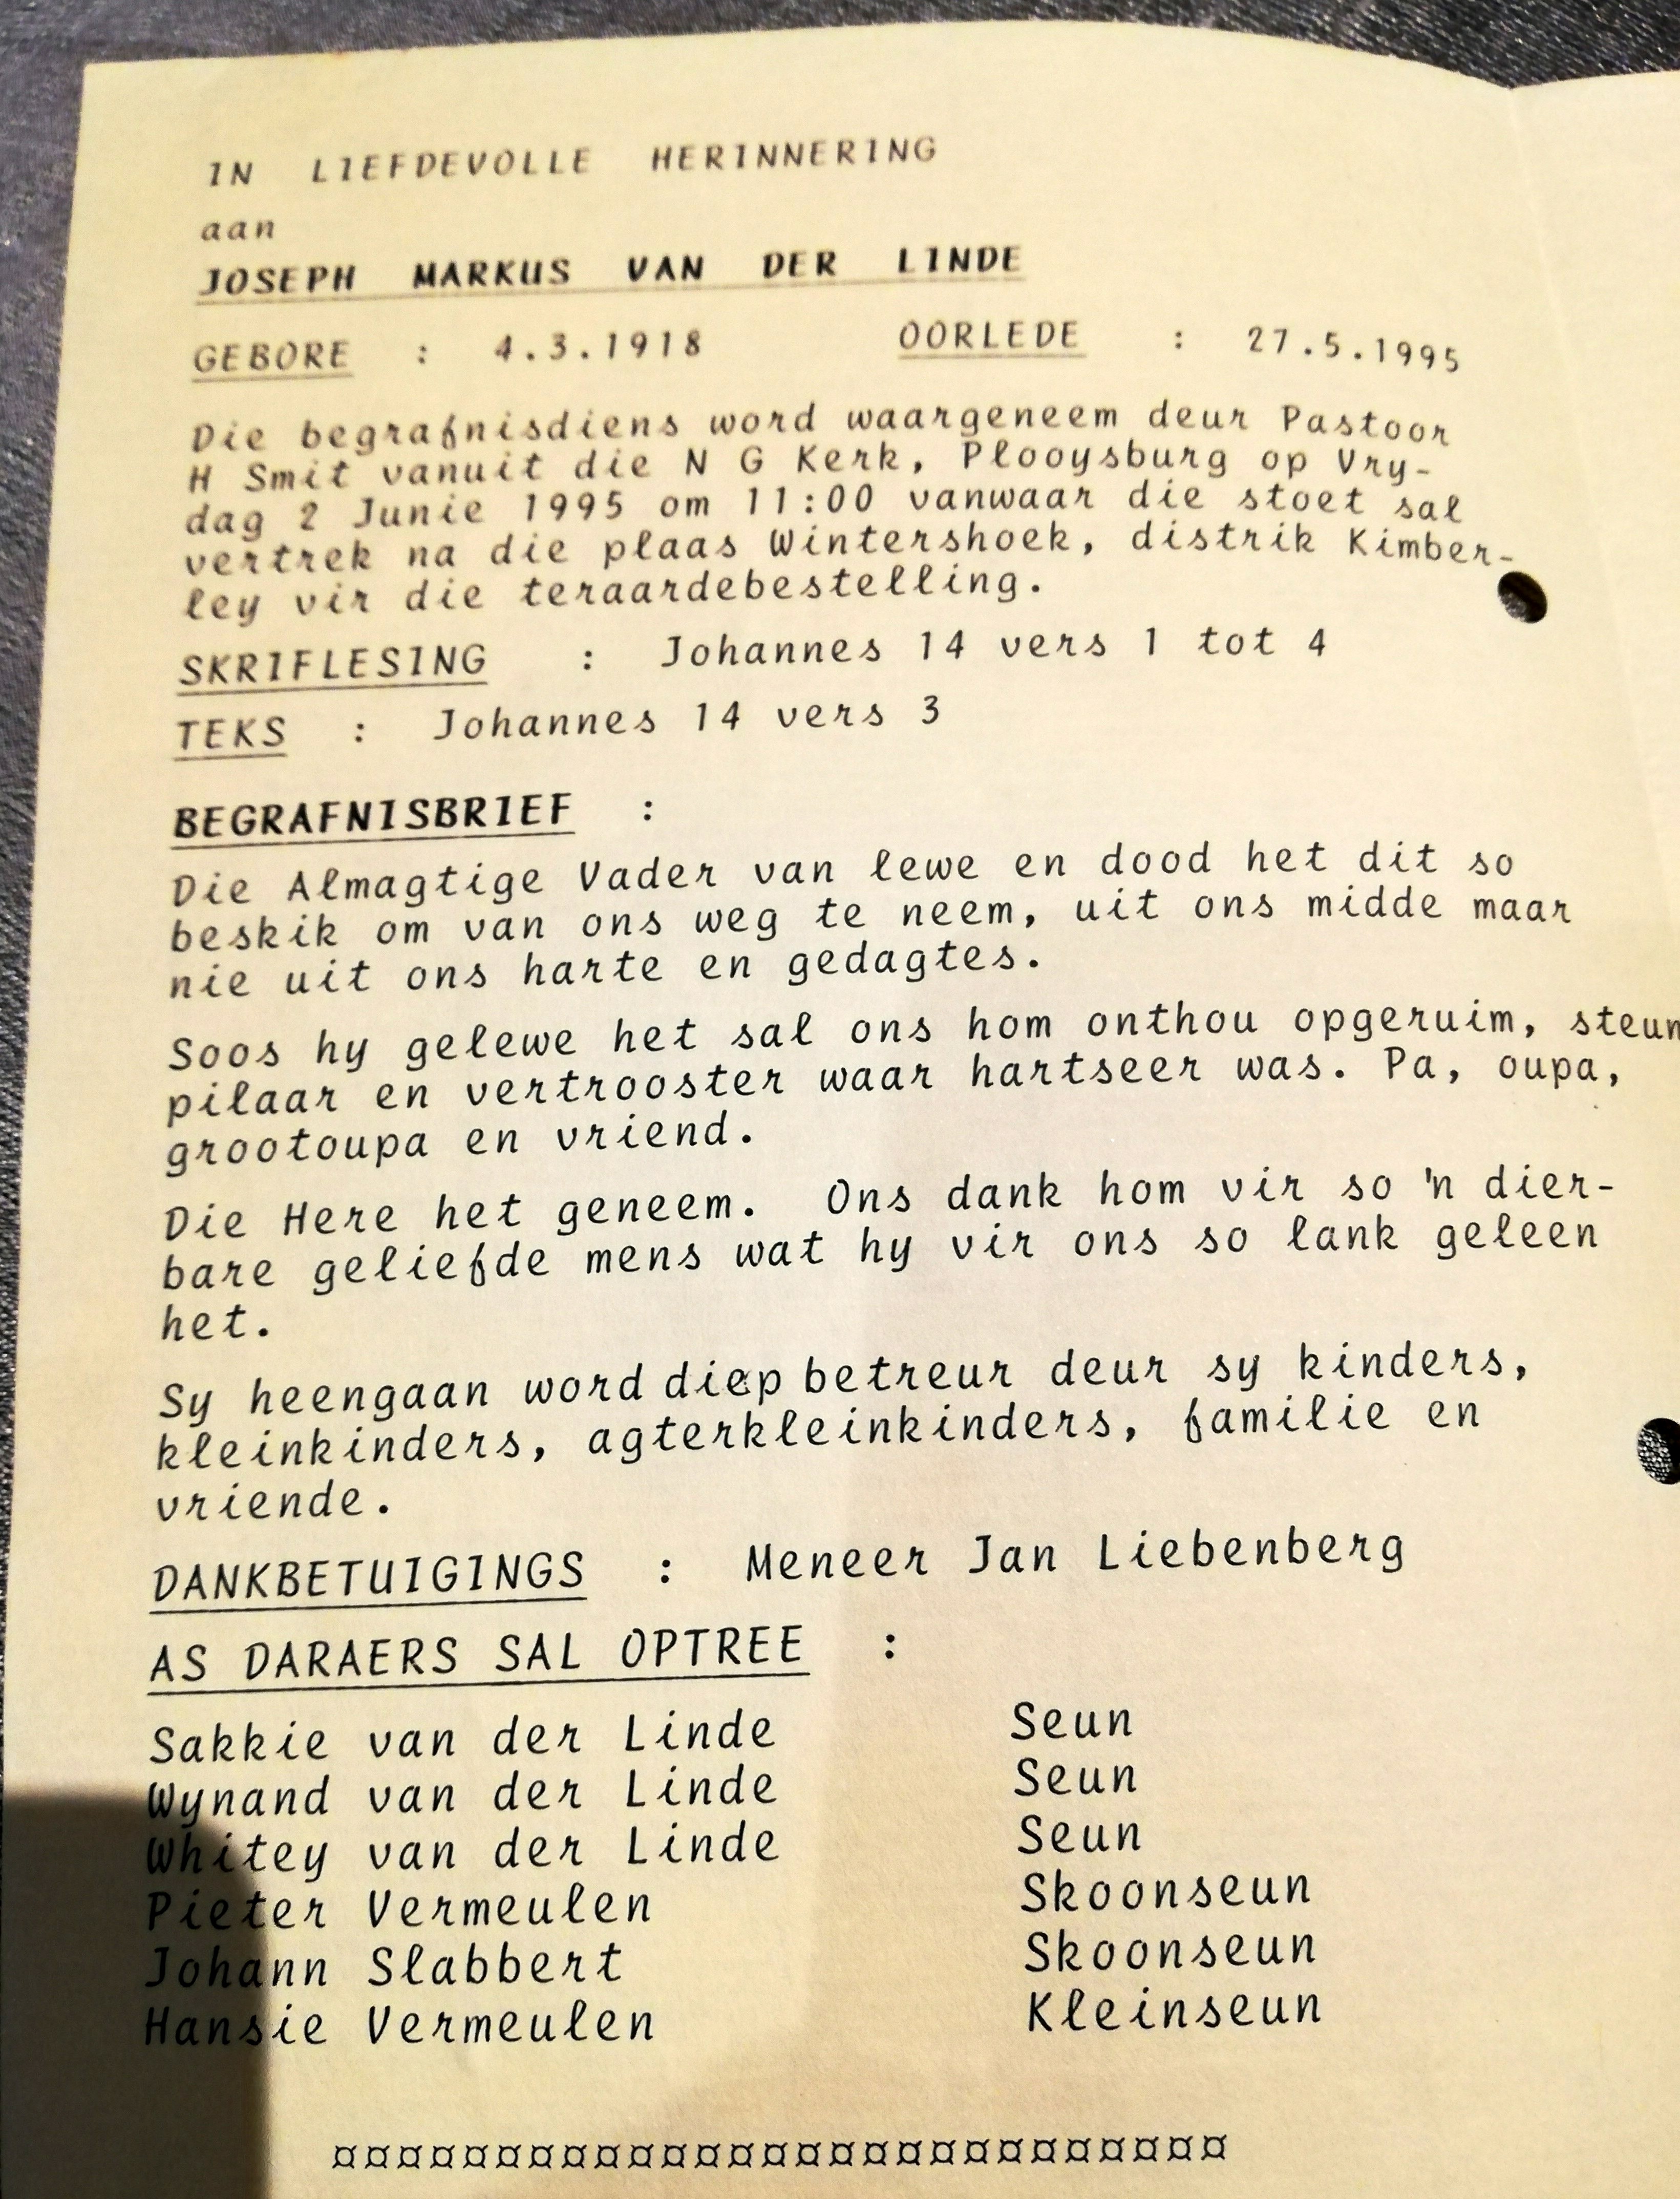 IN LIEFDEVOLLE HERINNERING
aan
JOSEPH MARKUS VAN DER LINDE
GEBORE : 4.3.1918 OORLEDE : 27.5.1995
Die begrafnisdiens word waargeneem deur Pastoor
H Smit vanuit die N G Kerk, Plooysburg op Vry-
dag 2 Junie 1995 om 11:00 vanwaar die stoet sal
vertrek na die plaas Wintershoek, distrik Kimber-
ley vir die teraardebestelling.
SKRIFLESING : Johannes 14 vers 1 tot 4
TEKS : Johannes 14 vers 3
BEGRAFNISBRIEF :
Die Almagtige Vader van lewe en dood het dit so
beskik om van ons weg te neem, uit ons midde maar
nie uit ons harte en gedagtes.
Soos hy gelewe het sal ons hom onthou opgeruim, steun
pilaar en vertrooster waar hartseer was. Pa, oupa,
grootoupa en vriend.
Die Here het geneem. Ons dank hom vir so 'n dier-
bare geliefde mens wat hy vir ons so lank geleen
het.
Sy heengaan word diep betreur deur sy kinders,
kleinkinders, agterkleinkinders, familie en
vriende.
DANKBETUIGINGS : Meneer Jan Liebenberg
AS DARAERS SAL OPTREE :
Sakkie van der Linde Seun
Wynand van der Linde Seun
Whitey van der Linde Seun
Pieter Vermeulen Skoonseun
Johann Slabbert Skoonseun
Hansie Vermeulen Kleinseun
¤¤¤¤¤¤¤¤¤¤¤¤¤¤¤¤¤¤¤¤¤¤¤¤¤¤¤